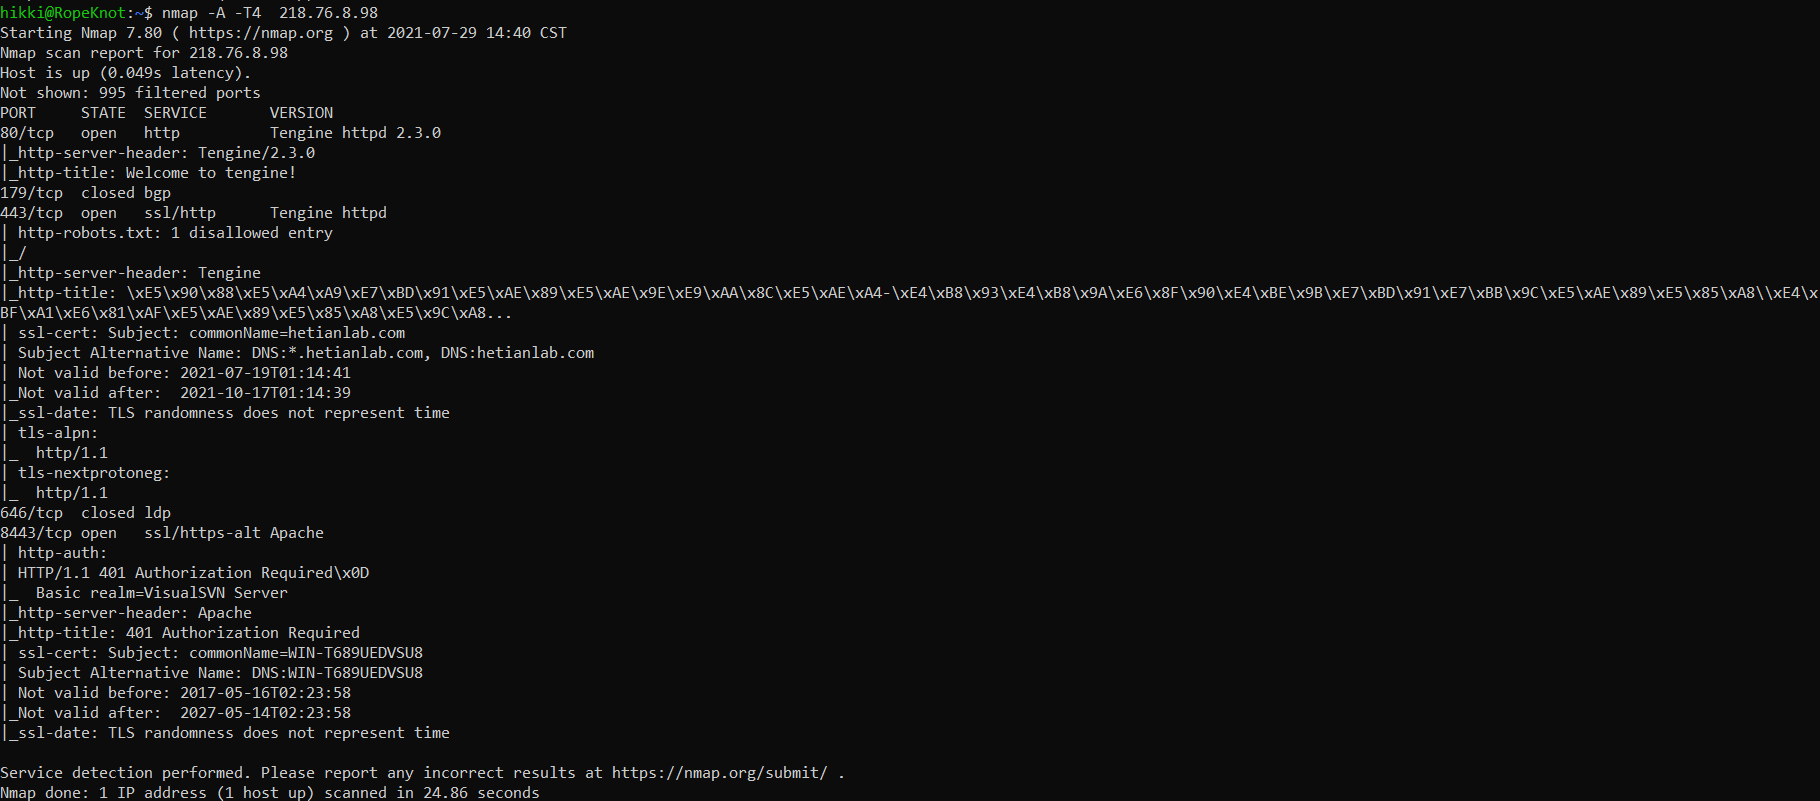 hikki@RopeKnot:~$ nmap -A -T4  218.76.8.98
Starting Nmap 7.80 ( https://nmap.org ) at 2021-07-29 14:40 CST
Nmap scan report for 218.76.8.98
Host is up (0.049s latency).
Not shown: 995 filtered ports
PORT     STATE  SERVICE       VERSION
80/tcp   open   http          Tengine httpd 2.3.0
|_http-server-header: Tengine/2.3.0
|_http-title: Welcome to tengine!
179/tcp  closed bgp
443/tcp  open   ssl/http      Tengine httpd
| http-robots.txt: 1 disallowed entry
|_/
|_http-server-header: Tengine
|_http-title: \xE5\x90\x88\xE5\xA4\xA9\xE7\xBD\x91\xE5\xAE\x89\xE5\xAE\x9E\xE9\xAA\x8C\xE5\xAE\xA4-\xE4\xB8\x93\xE4\xB8\x9A\xE6\x8F\x90\xE4\xBE\x9B\xE7\xBD\x91\xE7\xBB\x9C\xE5\xAE\x89\xE5\x85\xA8\\xE4\x
BF\xA1\xE6\x81\xAF\xE5\xAE\x89\xE5\x85\xA8\xE5\x9C\xA8...
| ssl-cert: Subject: commonName=hetianlab.com
| Subject Alternative Name: DNS:*.hetianlab.com, DNS:hetianlab.com
| Not valid before: 2021-07-19T01:14:41
|_Not valid after:  2021-10-17T01:14:39
|_ssl-date: TLS randomness does not represent time
| tls-alpn:
|_  http/1.1
| tls-nextprotoneg:
|_  http/1.1
646/tcp  closed ldp
8443/tcp open   ssl/https-alt Apache
| http-auth:
| HTTP/1.1 401 Authorization Required\x0D
|_  Basic realm=VisualSVN Server
|_http-server-header: Apache
|_http-title: 401 Authorization Required
| ssl-cert: Subject: commonName=WIN-T689UEDVSU8
| Subject Alternative Name: DNS:WIN-T689UEDVSU8
| Not valid before: 2017-05-16T02:23:58
|_Not valid after:  2027-05-14T02:23:58
|_ssl-date: TLS randomness does not represent time
Service detection performed. Please report any incorrect results at https://nmap.org/submit/ .
Nmap done: 1 IP address (1 host up) scanned in 24.86 seconds